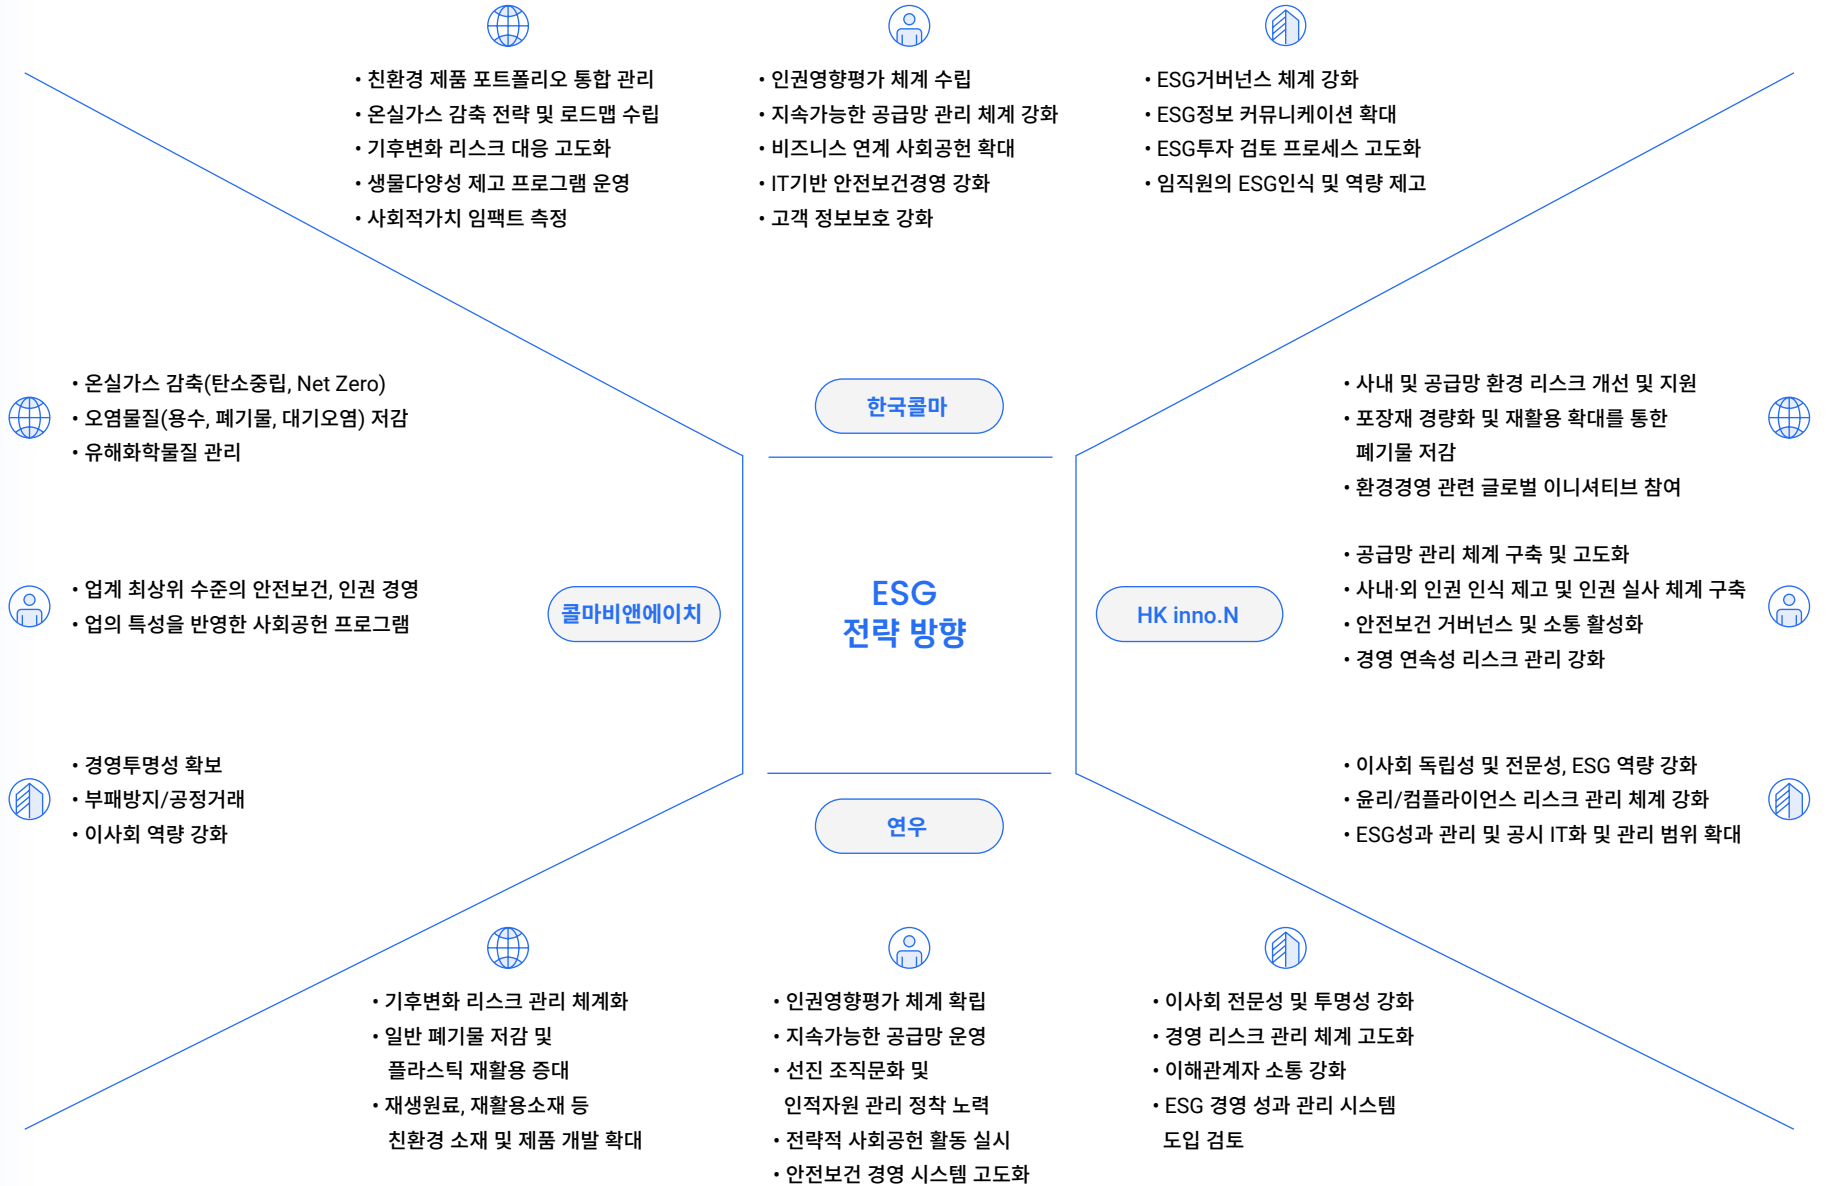 • 친환경 제품 포트폴리오 통합 관리
• 온실가스 감축 전략 및 로드맵 수립
• 기후변화 리스크 대응 고도화
• 생물다양성 제고 프로그램 운영
• 사회적가치 임팩트 측정
• 인권영향평가 체계 수립
• 지속가능한 공급망 관리 체계 강화
• 비즈니스 연계 사회공헌 확대
• IT기반 안전보건경영 강화
• 고객 정보보호 강화
• ESG거버넌스 체계 강화
• ESG정보 커뮤니케이션 확대
• ESG투자 검토 프로세스 고도화
• 임직원의 ESG인식 및 역량 제고
한국콜마
• 온실가스 감축(탄소중립, Net Zero)
• 오염물질(용수, 폐기물, 대기오염) 저감
• 유해화학물질 관리
• 업계 최상위 수준의 안전보건, 인권 경영
• 업의 특성을 반영한 사회공헌 프로그램
• 경영투명성 확보
• 부패방지/공정거래
• 이사회 역량 강화
콜마비앤에이치
ESG
전략 방향
HK inno.N
• 사내 및 공급망 환경 리스크 개선 및 지원
• 포장재 경량화 및 재활용 확대를 통한
폐기물 저감
• 환경경영 관련 글로벌 이니셔티브 참여
• 공급망 관리 체계 구축 및 고도화
• 사내·외 인권 인식 제고 및 인권 실사 체계 구축
• 안전보건 거버넌스 및 소통 활성화
• 경영 연속성 리스크 관리 강화
• 이사회 독립성 및 전문성, ESG 역량 강화
• 윤리/컴플라이언스 리스크 관리 체계 강화
• ESG성과 관리 및 공시 IT화 및 관리 범위 확대
연우
• 기후변화 리스크 관리 체계화
• 일반 폐기물 저감 및
플라스틱 재활용 증대
• 재생원료, 재활용소재 등
친환경 소재 및 제품 개발 확대
• 인권영향평가 체계 확립
• 지속가능한 공급망 운영
• 선진 조직문화 및
인적자원 관리 정착 노력
• 전략적 사회공헌 활동 실시
• 안전보건 경영 시스템 고도화
• 이사회 전문성 및 투명성 강화
• 경영 리스크 관리 체계 고도화
• 이해관계자 소통 강화
• ESG 경영 성과 관리 시스템
도입 검토